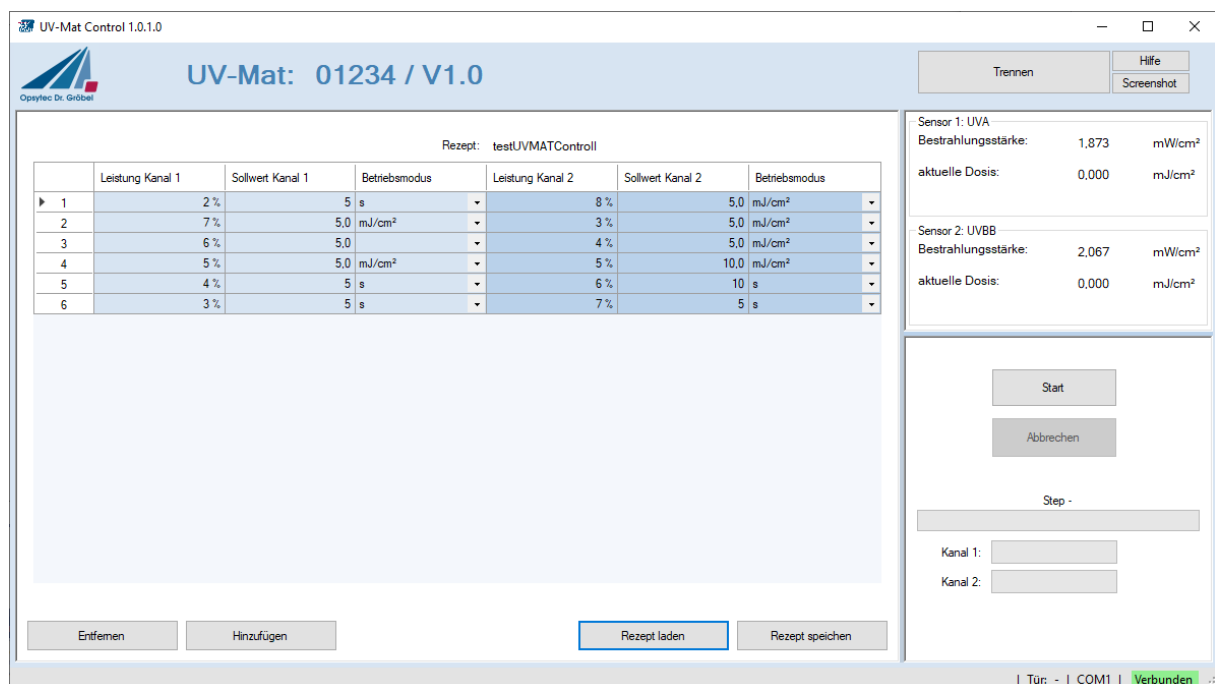 UV-Mat Control 1.0.1.0
Opsytec Dr. Gröbel
UV-Mat: 01234 / V1.0
Trennen
Hilfe
Screenshot
Rezept: testUVMATControll
Leistung Kanal 1 Sollwert Kanal 1 Betriebsmodus Leistung Kanal 2 Sollwert Kanal 2 Betriebsmodus
1 2 % 5 s 8 % 5,0 mJ/cm²
2 7 % 5,0 mJ/cm² 3 % 5,0 mJ/cm²
3 6 % 5,0 4 % 5,0 mJ/cm²
4 5 % 5,0 mJ/cm² 5 % 10,0 mJ/cm²
5 4 % 5 s 6 % 10 s
6 3 % 5 s 7 % 5 s
Entfernen Hinzufügen Rezept laden Rezept speichen
Sensor 1: UVA
Bestrahlungsstärke: 1,873 mW/cm²
aktuelle Dosis: 0,000 mJ/cm²
Sensor 2: UVBB
Bestrahlungsstärke: 2,067 mW/cm²
aktuelle Dosis: 0,000 mJ/cm²
Start
Abbrechen
Step -
Kanal 1:
Kanal 2:
| Tür: - | COM1 | Verbunden